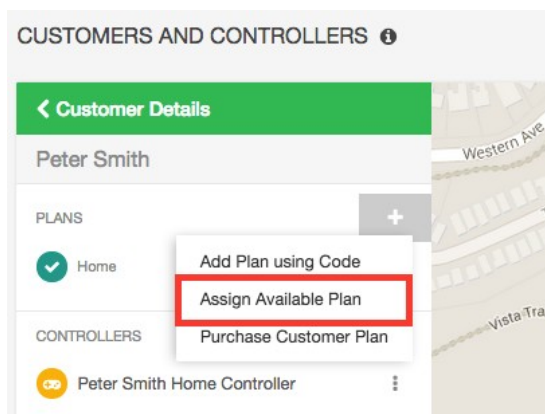 CUSTOMERS AND CONTROLLERS
Customer Details
Peter Smith
PLANS
Home
Add Plan using Code
Assign Available Plan
Purchase Customer Plan
CONTROLLERS
Peter Smith Home Controller
Western Ave
Vista Tra